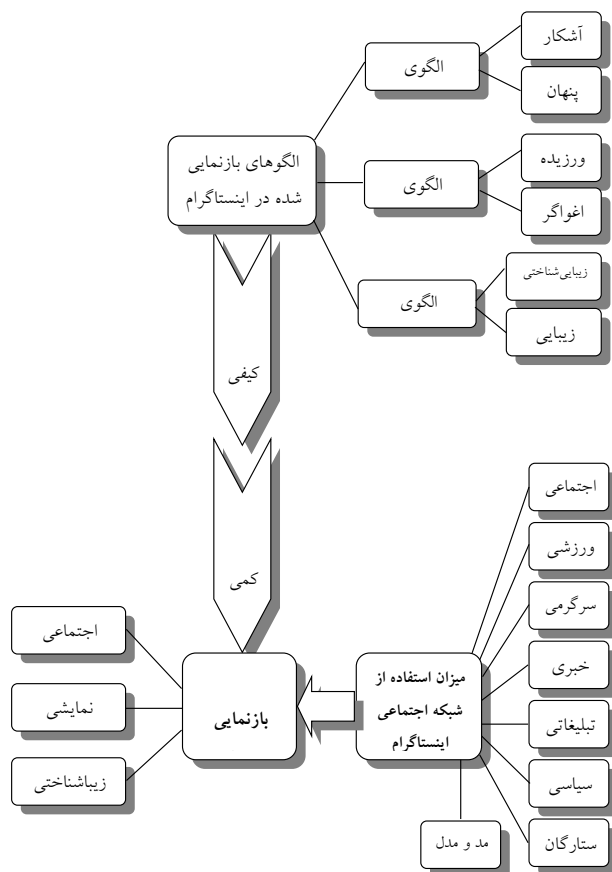 آشکار
الگوی
پنهان
الگوهای بازنمایی
شده در اینستاگرام
ورزیده
الگوی
اغواگر
زیبایی‌شناختی
الگوی
زیبایی
کیفی
کمی
اجتماعی
ورزشی
سرگرمی
خبری
تبلیغاتی
سیاسی
ستارگان
مد و مدل
میزان استفاده از
شبکه اجتماعی
اینستاگرام
بازنمایی
اجتماعی
نمایشی
زیباشناختی